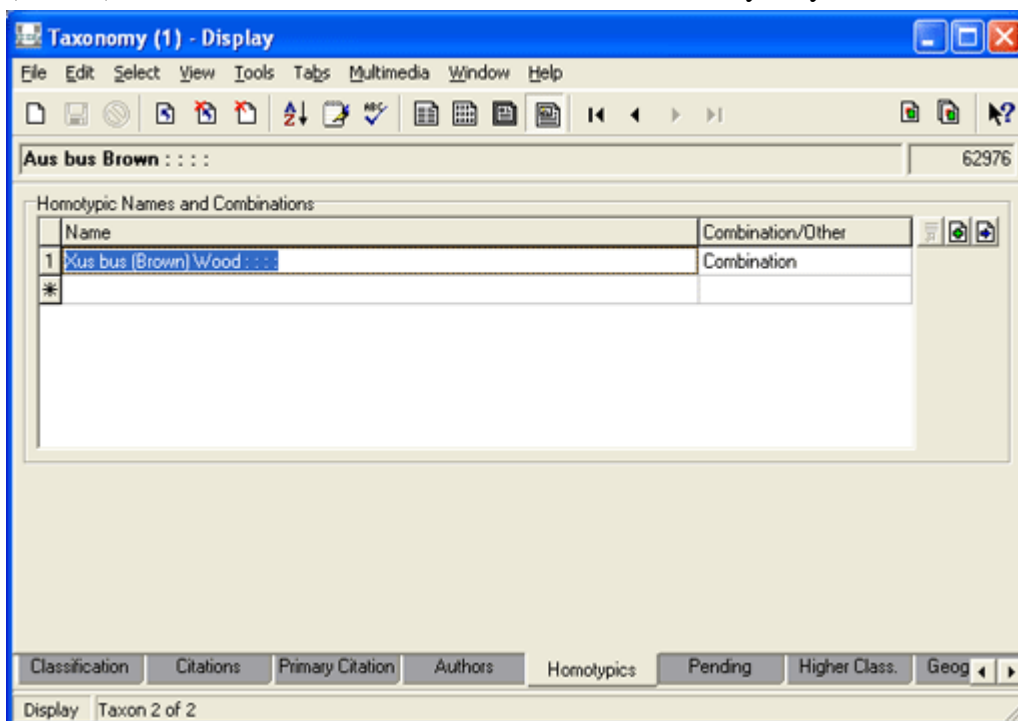 Taxonomy (1) - Display
File Edit Select View Tools Tabs Multimedia Window Help
Aus bus Brown : : : : 62976
Homotypic Names and Combinations
Name Combination/Other
1 Xus bus (Brown) Wood : : : : Combination
Classification Citations Primary Citation Authors Homotypics Pending Higher Class. Geog
Display Taxon 2 of 2